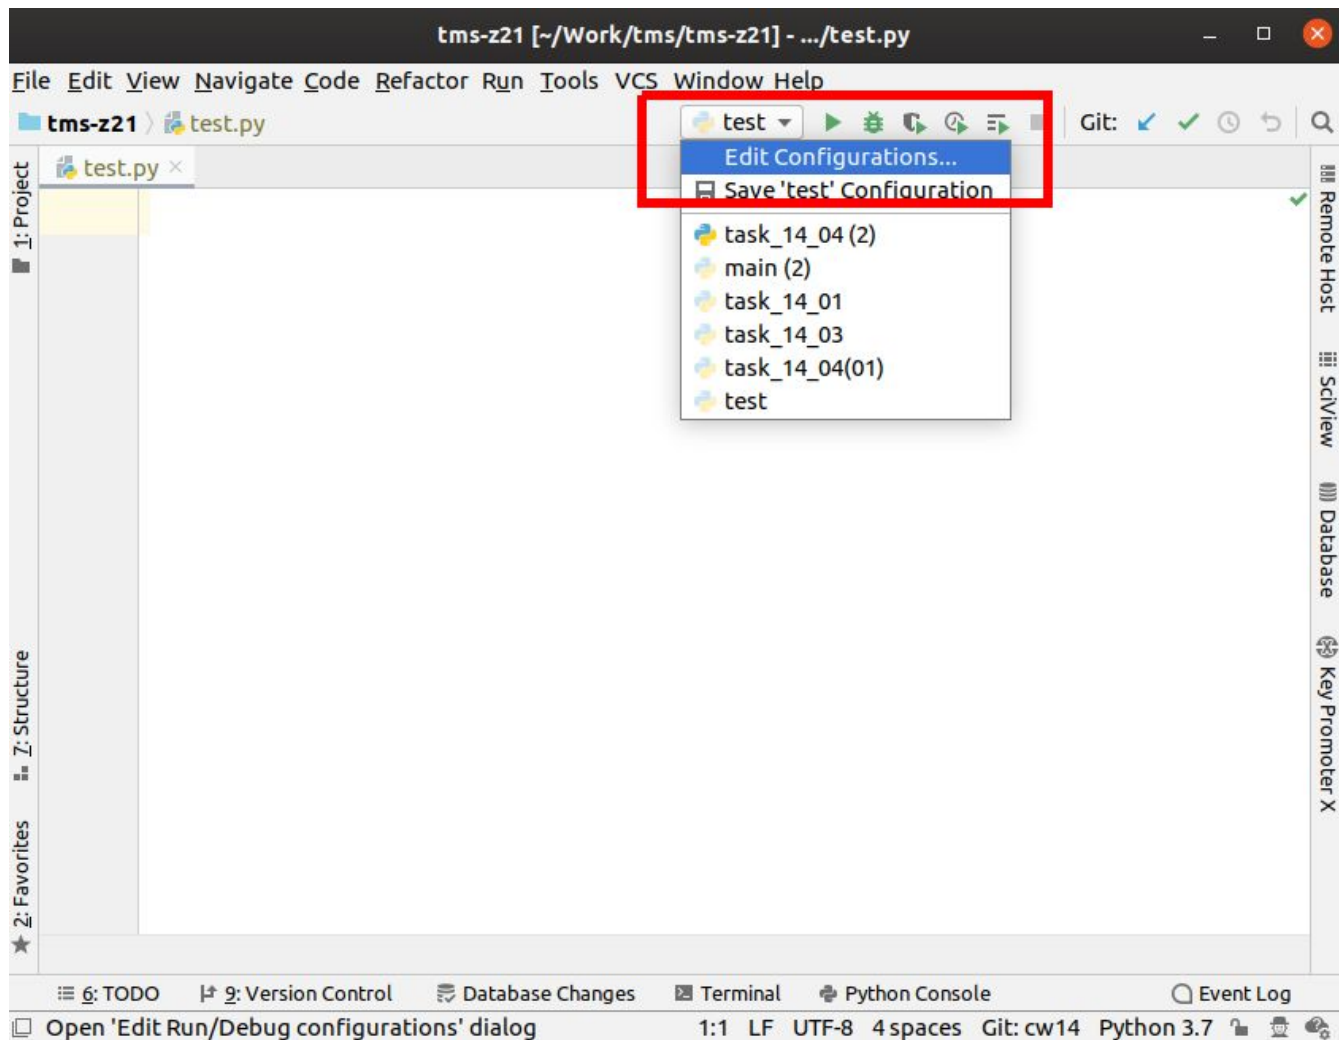 tms-z21 [~/Work/tms/tms-z21] - .../test.py
File Edit View Navigate Code Refactor Run Tools VCS Window Help
tms-z21 test.py test Git:
test.py
Edit Configurations...
Save 'test' Configuration
task_14_04 (2)
main (2)
task_14_01
task_14_03
task_14_04(01)
test
1: Project
7: Structure
2: Favorites
Remote Host
SciView
Database
Key Promoter X
6: TODO 9: Version Control Database Changes Terminal Python Console Event Log
Open 'Edit Run/Debug configurations' dialog 1:1 LF UTF-8 4 spaces Git: cw14 Python 3.7